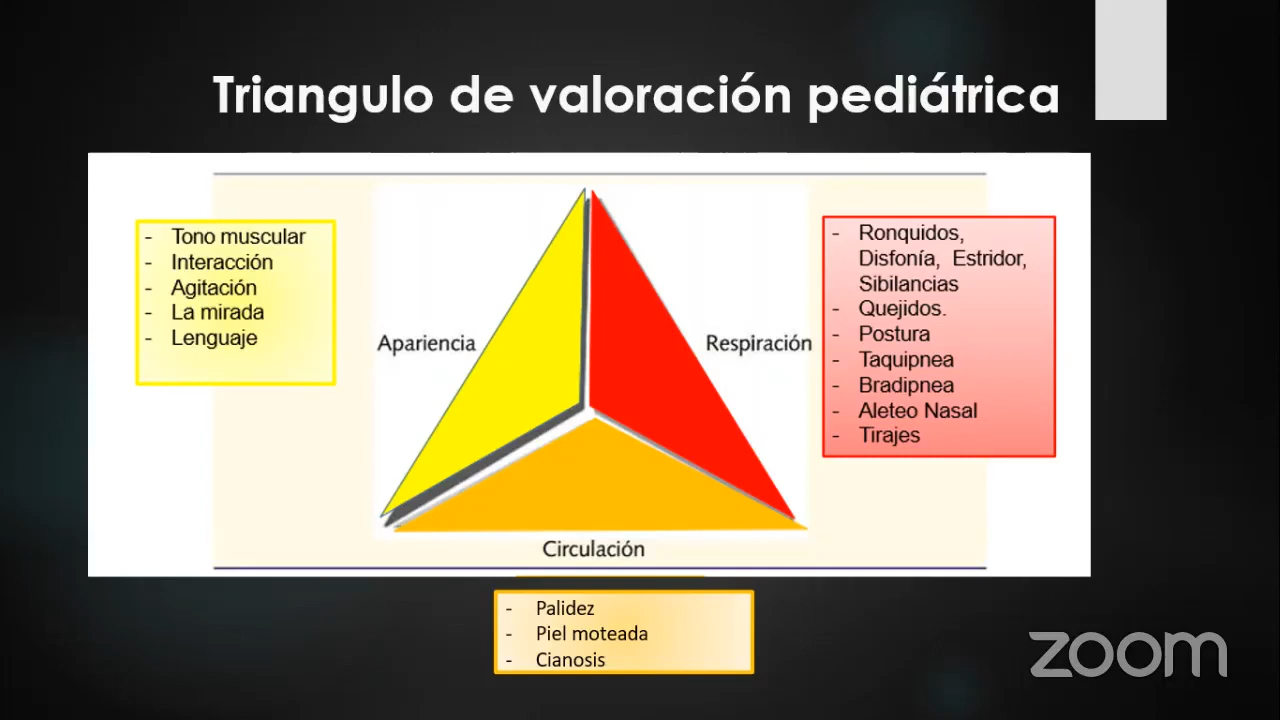 Triangulo de valoración pediátrica
- Tono muscular
- Interacción
- Agitación
- La mirada
- Lenguaje
Apariencia
Respiración
- Ronquidos,
Disfonía, Estridor,
Sibilancias
- Quejidos.
- Postura
- Taquipnea
- Bradipnea
- Aleteo Nasal
- Tirajes
Circulación
- Palidez
- Piel moteada
- Cianosis
zoom